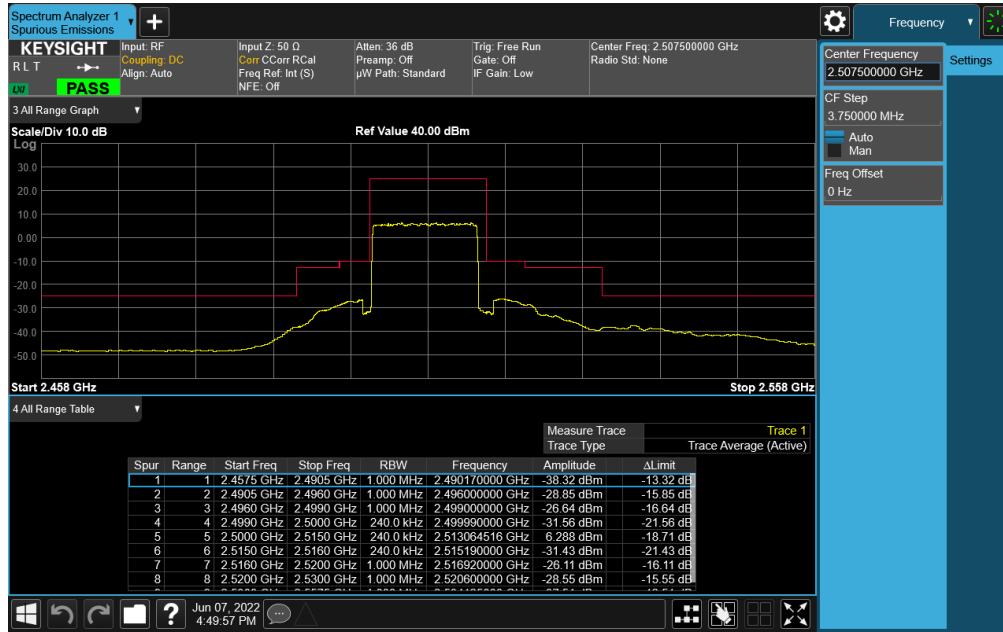 Spectrum Analyzer 1
Spurious Emissions
Frequency
KEYSIGHT
R L T
LXI
PASS
Input: RF
Coupling: DC
Align: Auto
Input Z: 50 Ω
Corr CCorr RCal
Freq Ref: Int (S)
NFE: Off
Atten: 36 dB
Preamp: Off
µW Path: Standard
Trig: Free Run
Gate: Off
IF Gain: Low
Center Freq: 2.507500000 GHz
Radio Std: None
Center Frequency
2.507500000 GHz
Settings
CF Step
3.750000 MHz
Auto
Man
Freq Offset
0 Hz
3 All Range Graph
Scale/Div 10.0 dB
Ref Value 40.00 dBm
Log
30.0
20.0
10.0
0.00
-10.0
-20.0
-30.0
-40.0
-50.0
Start 2.458 GHz
Stop 2.558 GHz
4 All Range Table
Measure Trace Trace 1
Trace Type Trace Average (Active)
Spur Range Start Freq Stop Freq RBW Frequency Amplitude ΔLimit
1 1 2.4575 GHz 2.4905 GHz 1.000 MHz 2.490170000 GHz -38.32 dBm -13.32 dB
2 2 2.4905 GHz 2.4960 GHz 1.000 MHz 2.496000000 GHz -28.85 dBm -15.85 dB
3 3 2.4960 GHz 2.4990 GHz 1.000 MHz 2.499000000 GHz -26.64 dBm -16.64 dB
4 4 2.4990 GHz 2.5000 GHz 240.0 kHz 2.499990000 GHz -31.56 dBm -21.56 dB
5 5 2.5000 GHz 2.5150 GHz 240.0 kHz 2.513064516 GHz 6.288 dBm -18.71 dB
6 6 2.5150 GHz 2.5160 GHz 240.0 kHz 2.515190000 GHz -31.43 dBm -21.43 dB
7 7 2.5160 GHz 2.5200 GHz 1.000 MHz 2.516920000 GHz -26.11 dBm -16.11 dB
8 8 2.5200 GHz 2.5300 GHz 1.000 MHz 2.520600000 GHz -28.55 dBm -15.55 dB
Jun 07, 2022
4:49:57 PM